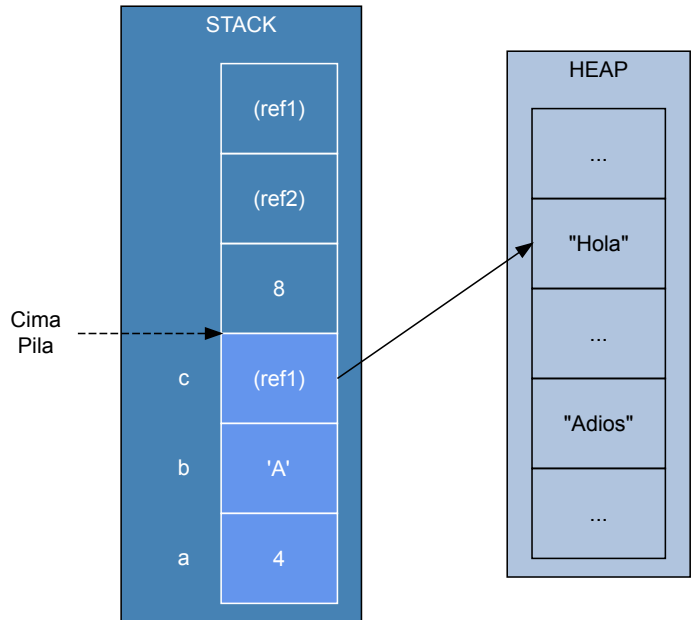 STACK
(ref1)
(ref2)
8
Cima
Pila
c
(ref1)
b
'A'
a
4
HEAP
...
"Hola"
...
"Adios"
...